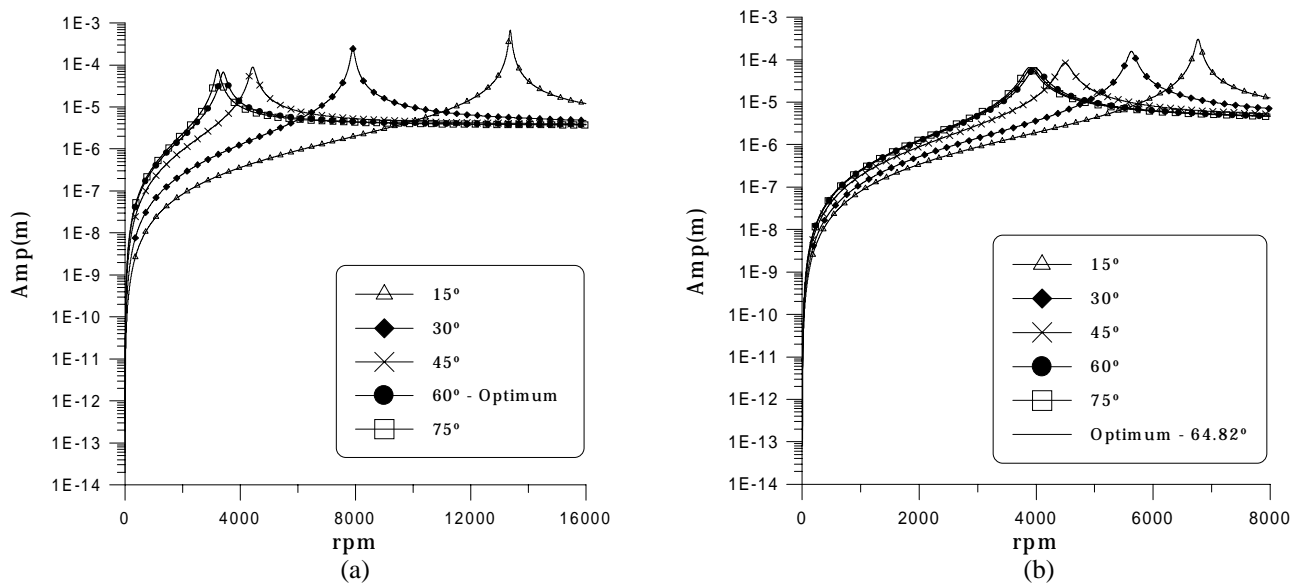 1E-3
1E-4
1E-5
1E-6
1E-7
1E-8
1E-9
1E-10
1E-11
1E-12
1E-13
1E-14
Amp(m)
15º
30º
45º
60º - Optimum
75º
0 4000 8000 12000 16000
rpm
(a)
1E-3
1E-4
1E-5
1E-6
1E-7
1E-8
1E-9
1E-10
1E-11
1E-12
1E-13
1E-14
Amp(m)
15º
30º
45º
60º
75º
Optimum - 64.82º
0 2000 4000 6000 8000
rpm
(b)